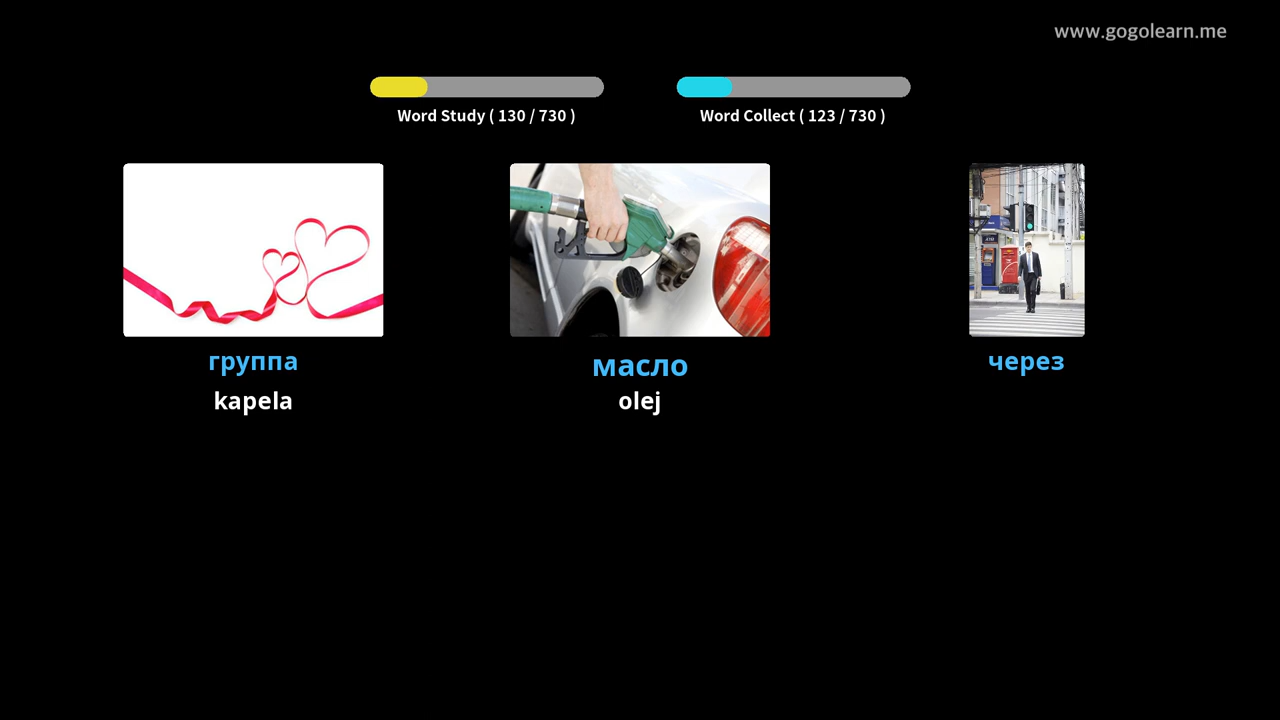 www.gogolearn.me
Word Study ( 130 / 730 )
Word Collect ( 123 / 730 )
группа
масло
через
kapela
olej